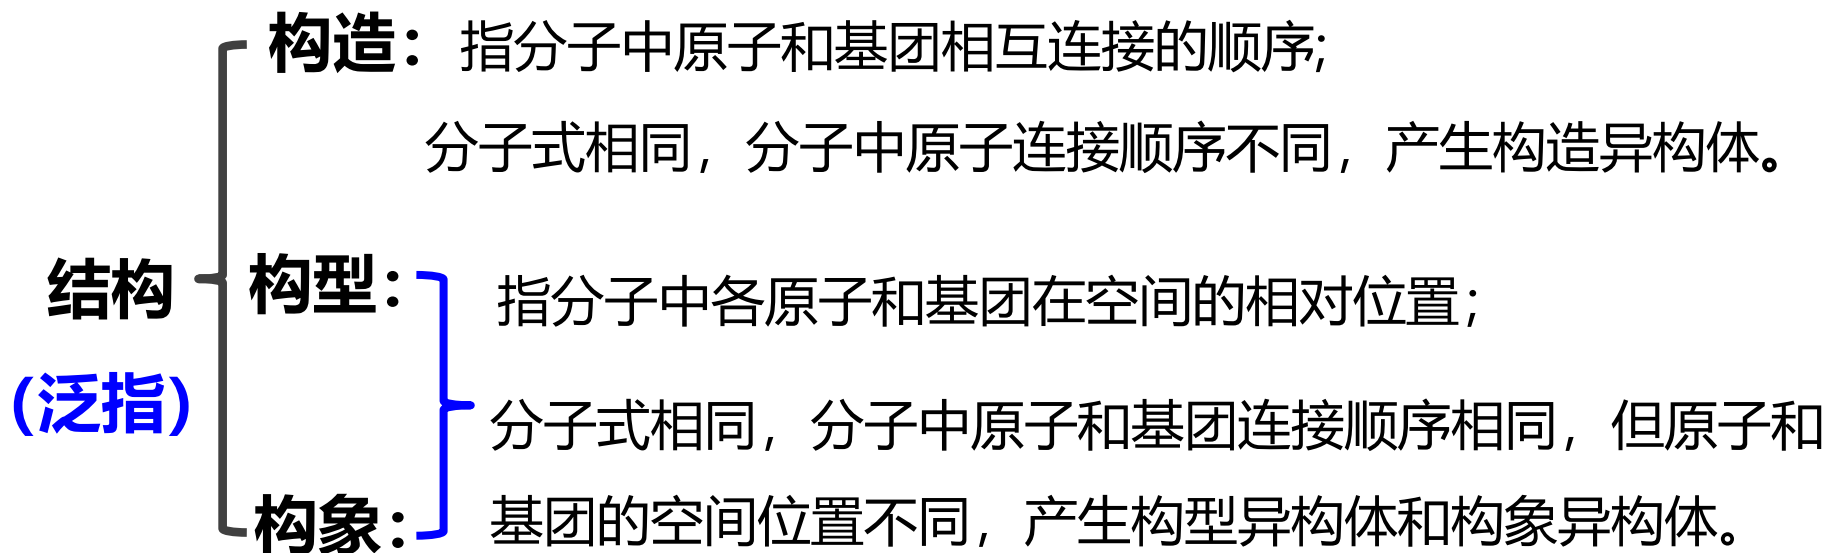 构造：指分子中原子和基团相互连接的顺序;
分子式相同，分子中原子连接顺序不同，产生构造异构体。
结构
(泛指)
构型：
指分子中各原子和基团在空间的相对位置；
分子式相同，分子中原子和基团连接顺序相同，但原子和
构象：
基团的空间位置不同，产生构型异构体和构象异构体。